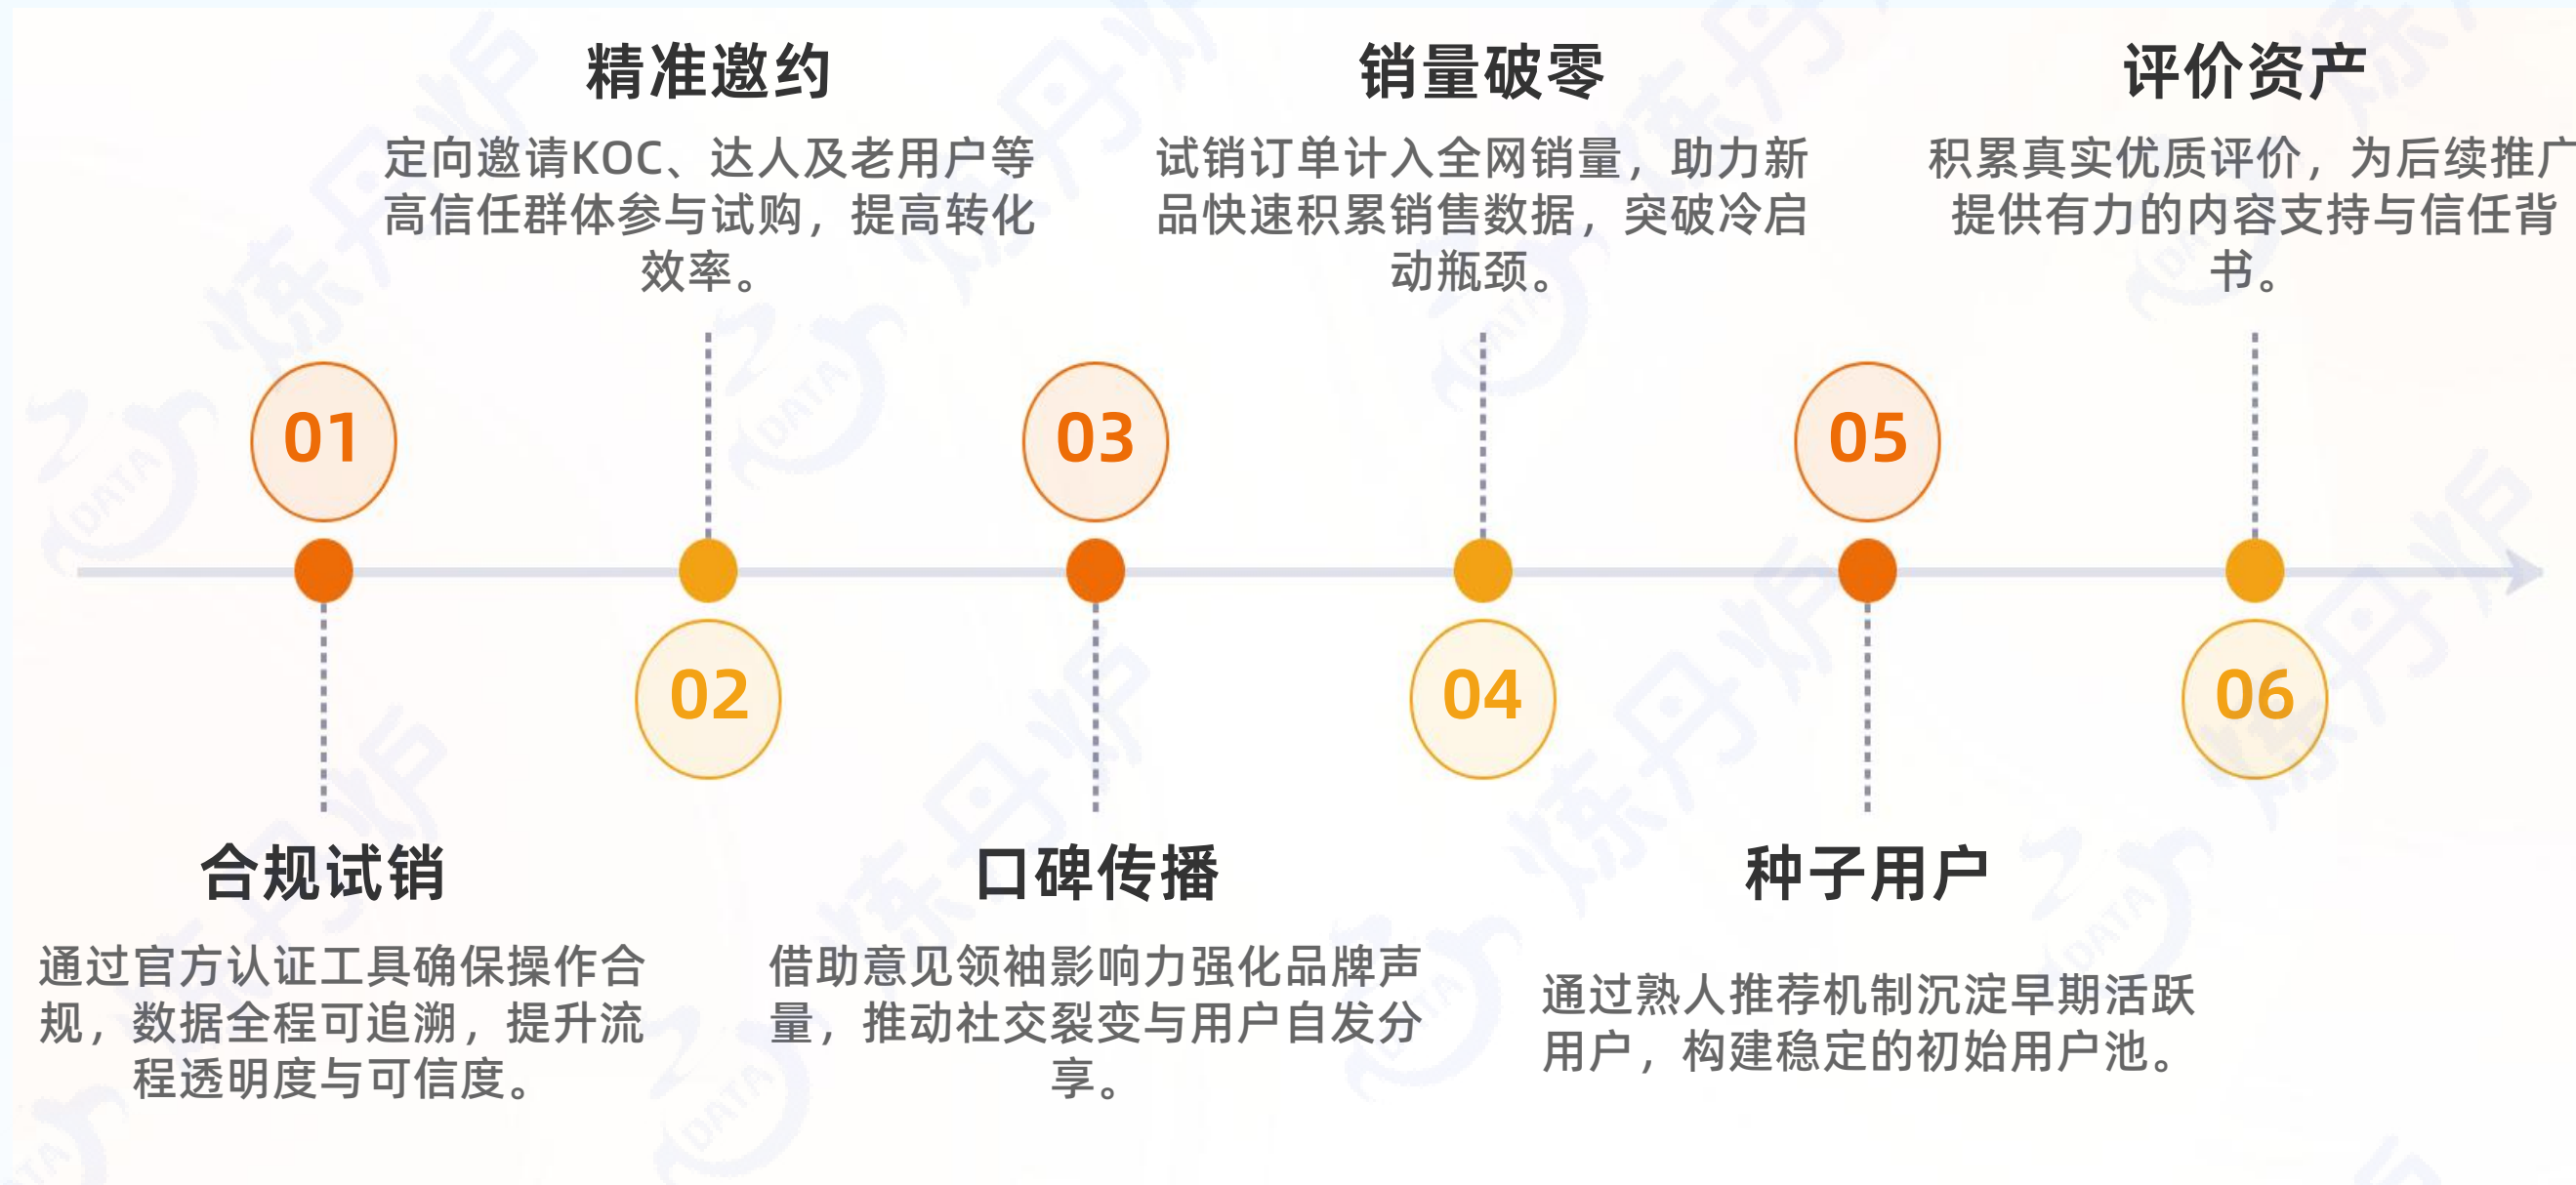 精准邀约
定向邀请KOC、达人及老用户等
高信任群体参与试购，提高转化
效率。
销量破零
试销订单计入全网销量，助力新
品快速积累销售数据，突破冷启
动瓶颈。
评价资产
积累真实优质评价，为后续推广
提供有力的内容支持与信任背
书。
01
02
03
04
05
06
合规试销
通过官方认证工具确保操作合
规，数据全程可追溯，提升流
程透明度与可信度。
口碑传播
借助意见领袖影响力强化品牌声
量，推动社交裂变与用户自发分
享。
种子用户
通过熟人推荐机制沉淀早期活跃
用户，构建稳定的初始用户池。
炼丹炉
DATA